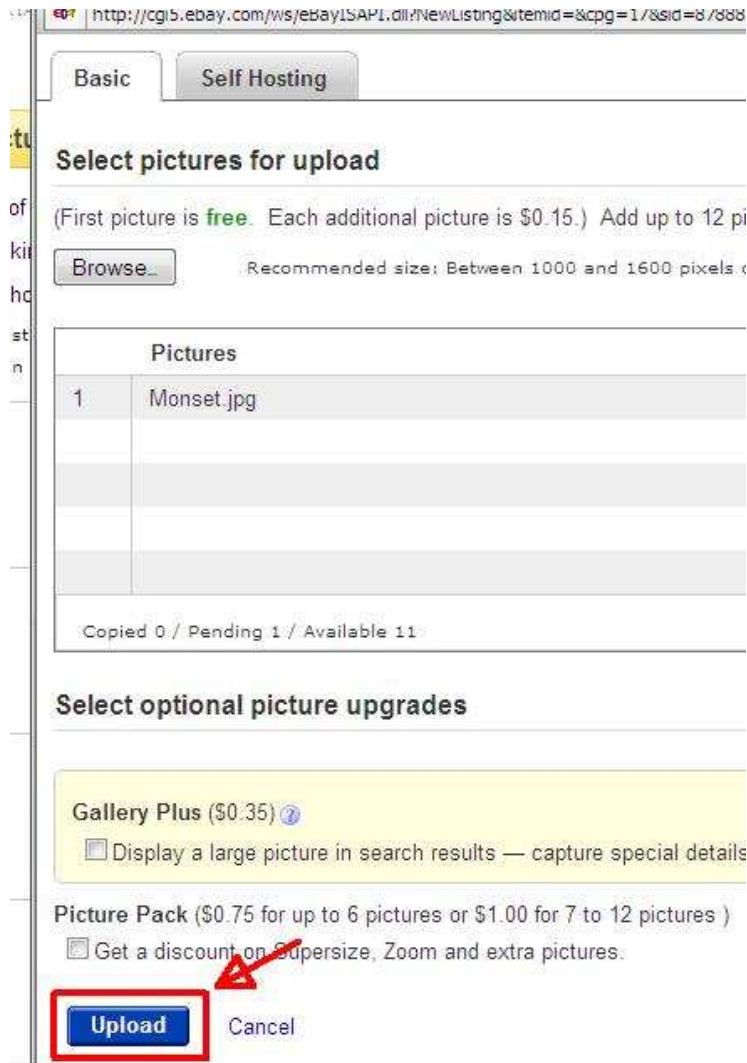 http://cgi5.ebay.com/ws/eBayISAPI.dll?NewListing&itemid=&cpg=17&sid=87888
Basic
Self Hosting
Select pictures for upload
(First picture is free. Each additional picture is $0.15.) Add up to 12
Browse...
Recommended size: Between 1000 and 1600 pixels
Pictures
1 Monset.jpg
Copied 0 / Pending 1 / Available 11
Select optional picture upgrades
Gallery Plus ($0.35) ?
Display a large picture in search results — capture special details
Picture Pack ($0.75 for up to 6 pictures or $1.00 for 7 to 12 pictures )
Get a discount on Supersize, Zoom and extra pictures.
Upload
Cancel
of